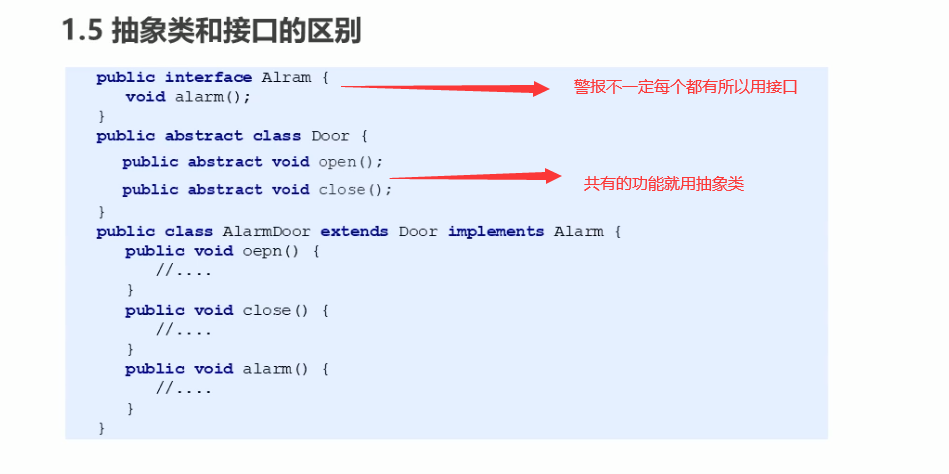 1.5 抽象类和接口的区别
public interface Alram {
警报不一定每个都有所以用接口
void alarm();
}
public abstract class Door {
public abstract void open();
public abstract void close();
共有的功能就用抽象类
}
public class AlarmDoor extends Door implements Alarm {
public void oepn() {
//....
}
public void close() {
//....
}
public void alarm() {
//....
}
}